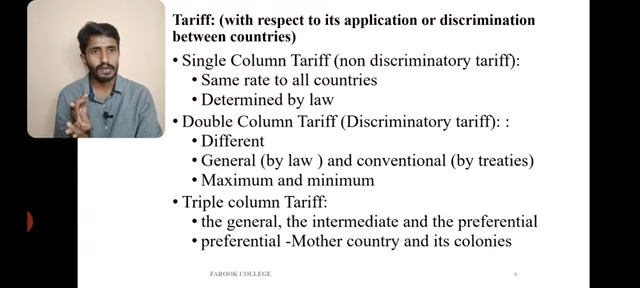 Tariff: (with respect to its application or discrimination
between countries)
• Single Column Tariff (non discriminatory tariff):
• Same rate to all countries
• Determined by law
• Double Column Tariff (Discriminatory tariff): :
• Different
• General (by law ) and conventional (by treaties)
• Maximum and minimum
• Triple column Tariff:
• the general, the intermediate and the preferential
• preferential -Mother country and its colonies
FAROOK COLLEGE
9